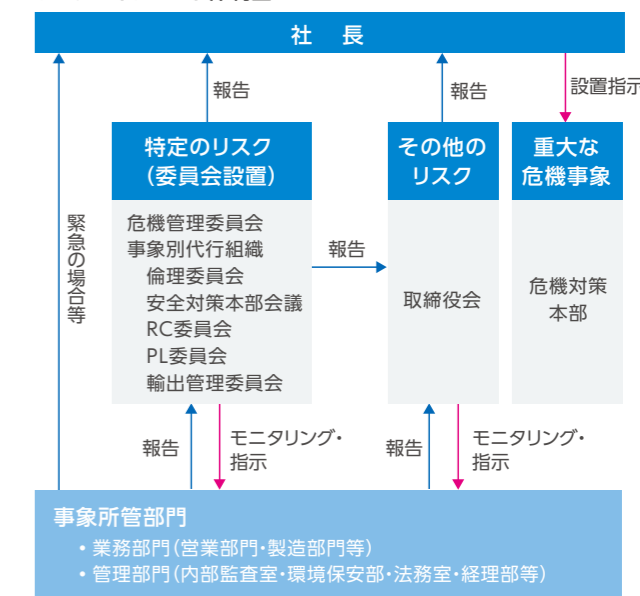 社 長
報告
報告
設置指示
特定のリスク
（委員会設置）
その他の
リスク
重大な
危機事象
緊急の場合等
危機管理委員会
事象別代行組織
倫理委員会
安全対策本部会議
RC委員会
PL委員会
輸出管理委員会
報告
取締役会
危機対策
本部
報告
モニタリング・
指示
報告
モニタリング・
指示
事象所管部門
・業務部門（営業部門・製造部門等）
・管理部門（内部監査室・環境保安部・法務室・経理部等）